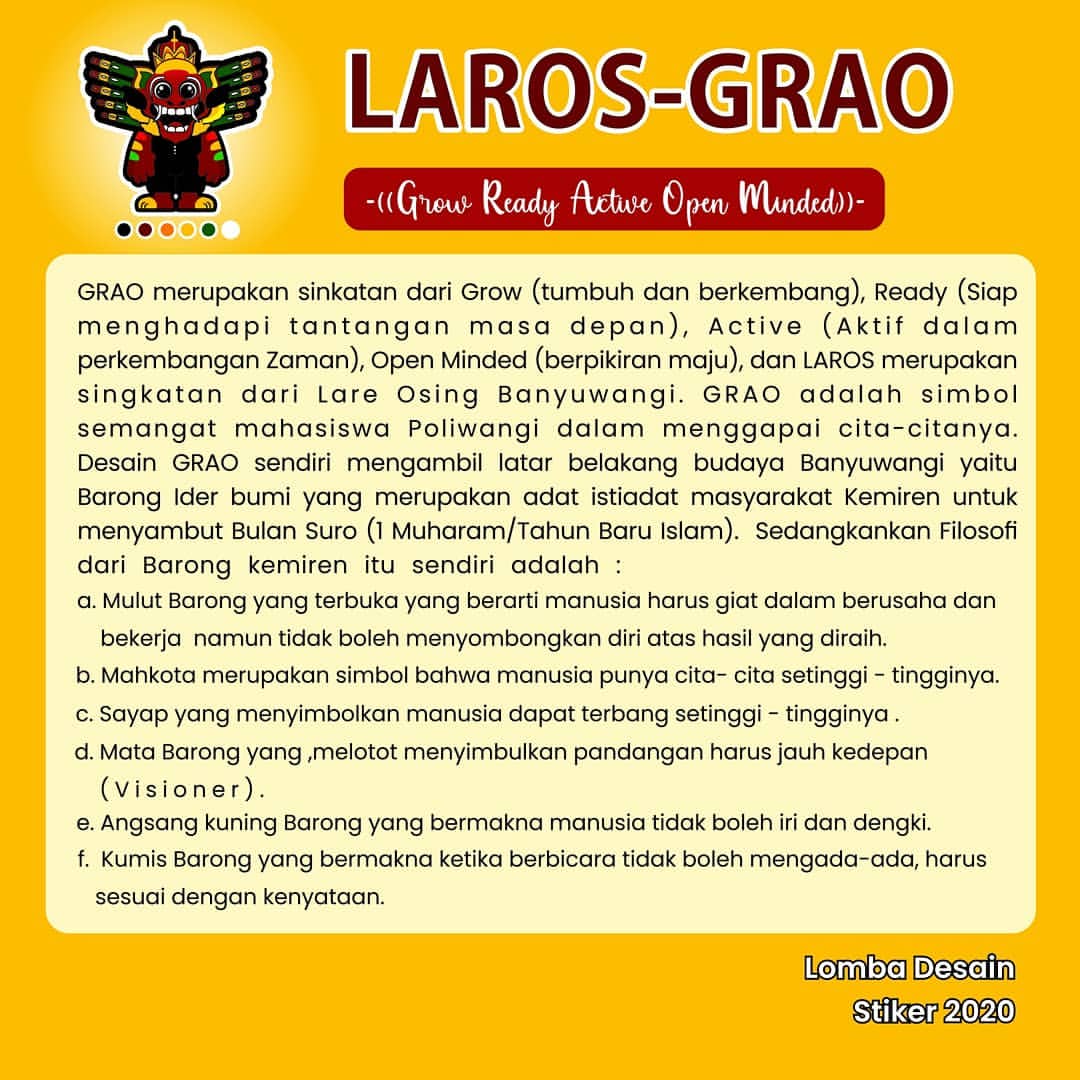 LAROS-GRAO
-((Grow Ready Active Open Minded))-
GRAO merupakan sinkatan dari Grow (tumbuh dan berkembang), Ready (Siap
menghadapi tantangan masa depan), Active (Aktif dalam
perkembangan Zaman), Open Minded (berpikiran maju), dan LAROS merupakan
singkatan dari Lare Osing Banyuwangi. GRAO adalah simbol
semangat mahasiswa Poliwangi dalam menggapai cita-citanya.
Desain GRAO sendiri mengambil latar belakang budaya Banyuwangi yaitu
Barong Ider bumi yang merupakan adat istiadat masyarakat Kemiren untuk
menyambut Bulan Suro (1 Muharam/Tahun Baru Islam). Sedangkankan Filosofi
dari Barong kemiren itu sendiri adalah :
a. Mulut Barong yang terbuka yang berarti manusia harus giat dalam berusaha dan
bekerja namun tidak boleh menyombongkan diri atas hasil yang diraih.
b. Mahkota merupakan simbol bahwa manusia punya cita- cita setinggi - tingginya.
c. Sayap yang menyimbolkan manusia dapat terbang setinggi - tingginya .
d. Mata Barong yang ,melotot menyimbulkan pandangan harus jauh kedepan
(Visioner).
e. Angsang kuning Barong yang bermakna manusia tidak boleh iri dan dengki.
f. Kumis Barong yang bermakna ketika berbicara tidak boleh mengada-ada, harus
sesuai dengan kenyataan.
Lomba Desain
Stiker 2020